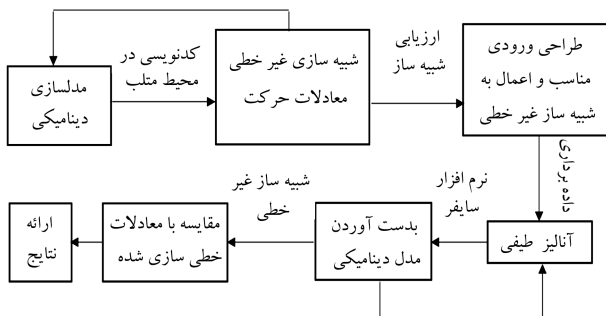 مدلسازی
دینامیکی
کدنویسی در
محیط متلب
شبیه سازی غیر خطی
معادلات حرکت
ارزیابی
شبیه ساز
طراحی ورودی
مناسب و اعمال به
شبیه ساز غیر خطی
داده برداری
آنالیز طیفی
نرم افزار
سایفر
بدست آوردن
مدل دینامیکی
شبیه ساز غیر
خطی
مقایسه با معادلات
خطی سازی شده
ارائه
نتایج